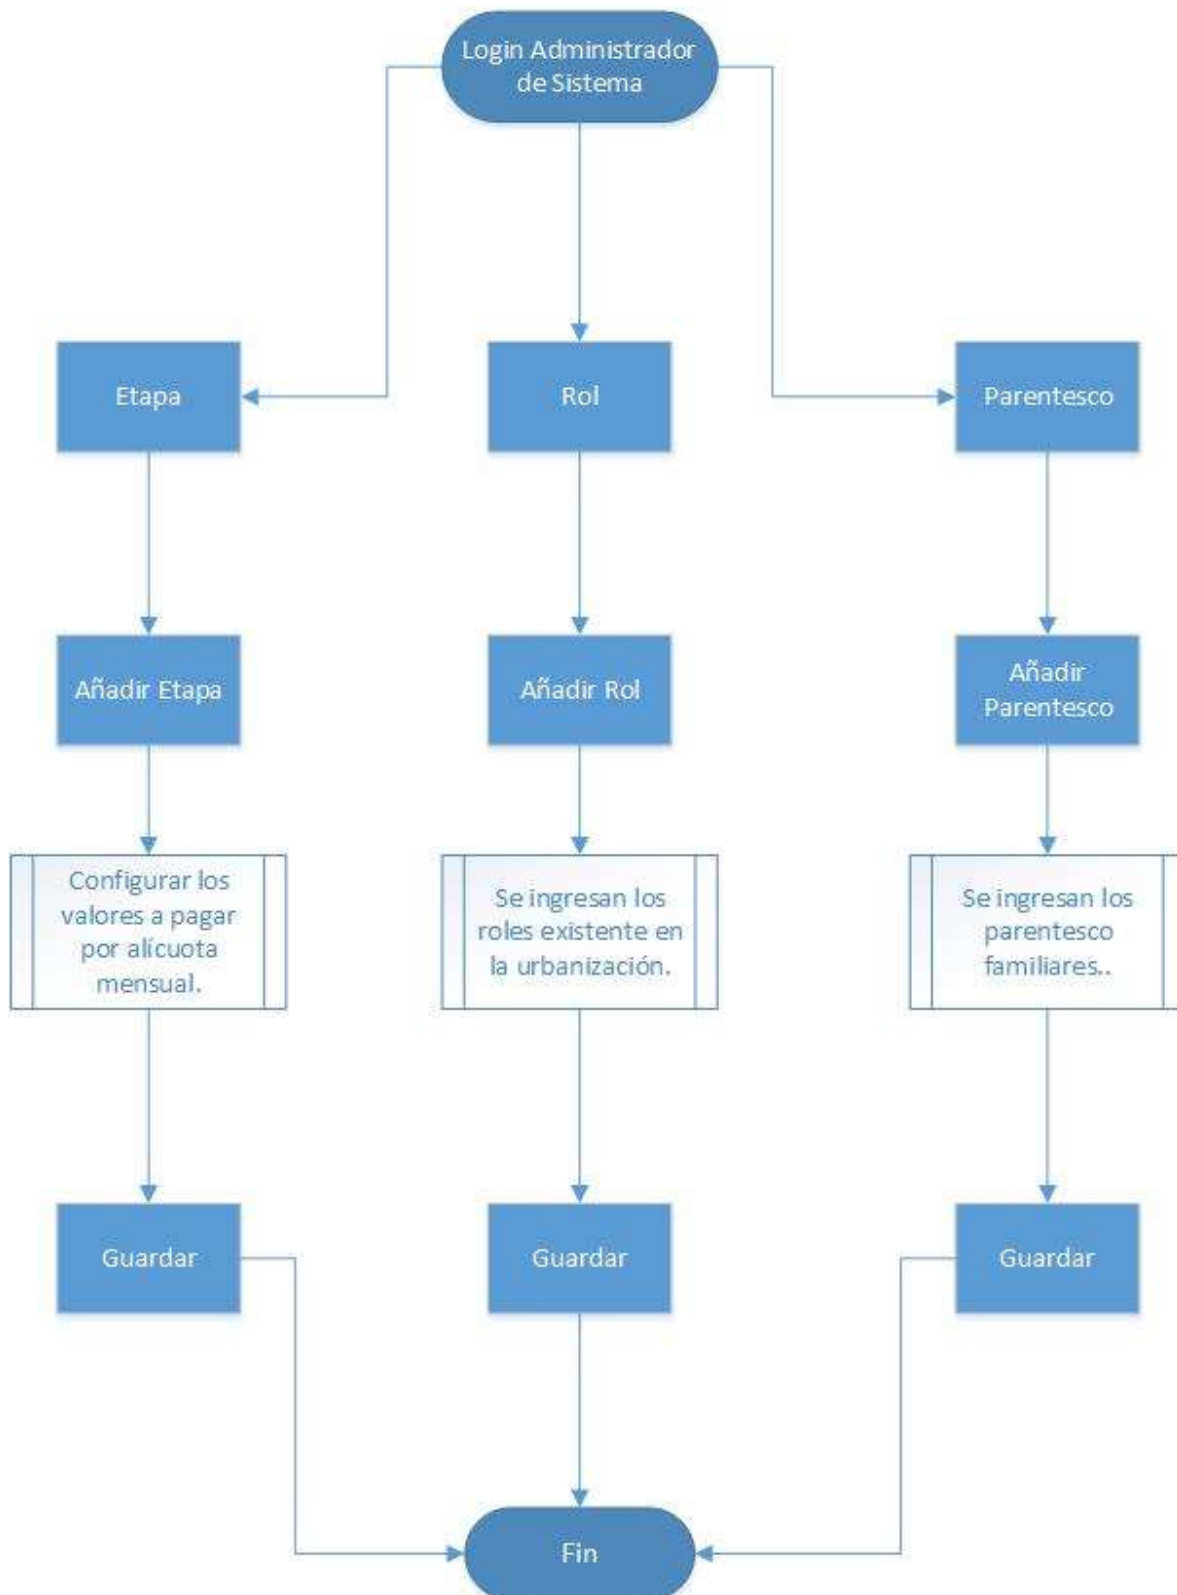 Login Administrador
de Sistema
Etapa
Rol
Parentesco
Añadir Etapa
Añadir Rol
Añadir
Parentesco
Configurar los
valores a pagar
por alícuota
mensual.
Se ingresan los
roles existente en
la urbanización.
Se ingresan los
parentesco
familiares..
Guardar
Guardar
Guardar
Fin